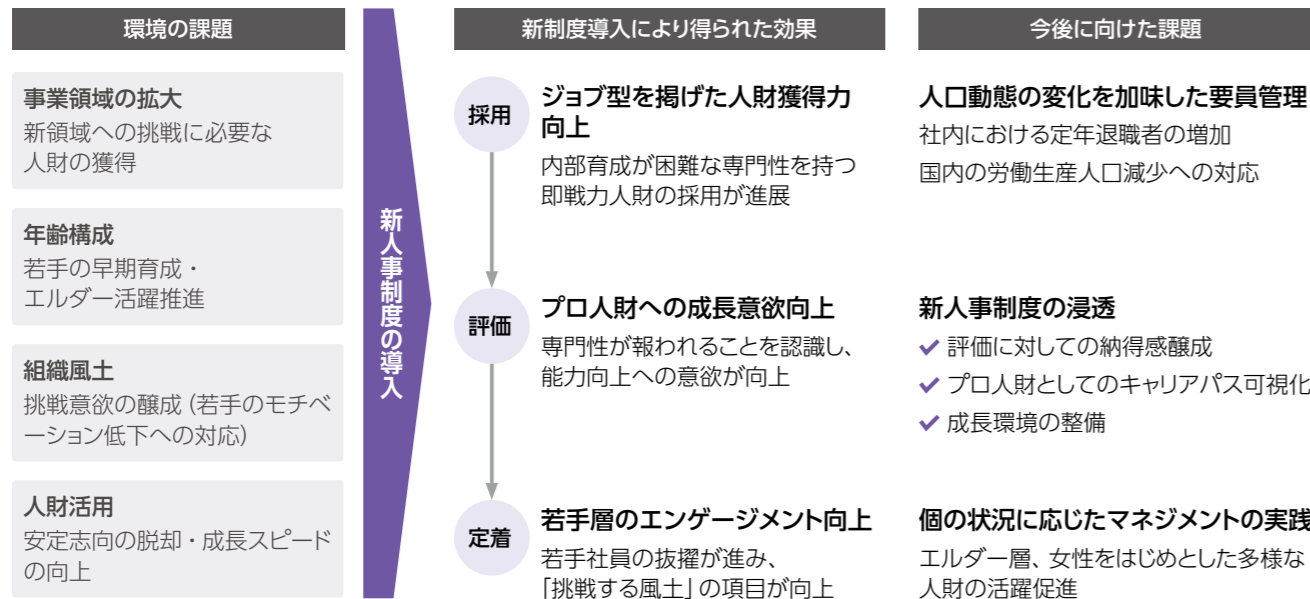 環境の課題
事業領域の拡大
新領域への挑戦に必要な
人財の獲得
年齢構成
若手の早期育成・
エルダー活躍推進
組織風土
挑戦意欲の醸成（若手のモチベ
ーション低下への対応）
人財活用
安定志向の脱却・成長スピード
の向上
新人事制度の導入
新制度導入により得られた効果
採用
ジョブ型を掲げた人財獲得力
向上
内部育成が困難な専門性を持つ
即戦力人財の採用が進展
評価
プロ人財への成長意欲向上
専門性が報われることを認識し、
能力向上への意欲が向上
定着
若手層のエンゲージメント向上
若手社員の抜擢が進み、
「挑戦する風土」の項目が向上
今後に向けた課題
人口動態の変化を加味した要員管理
社内における定年退職者の増加
国内の労働生産人口減少への対応
新人事制度の浸透
✓ 評価に対しての納得感醸成
✓ プロ人財としてのキャリアパス可視化
✓ 成長環境の整備
個の状況に応じたマネジメントの実践
エルダー層、女性をはじめとした多様な
人財の活躍促進